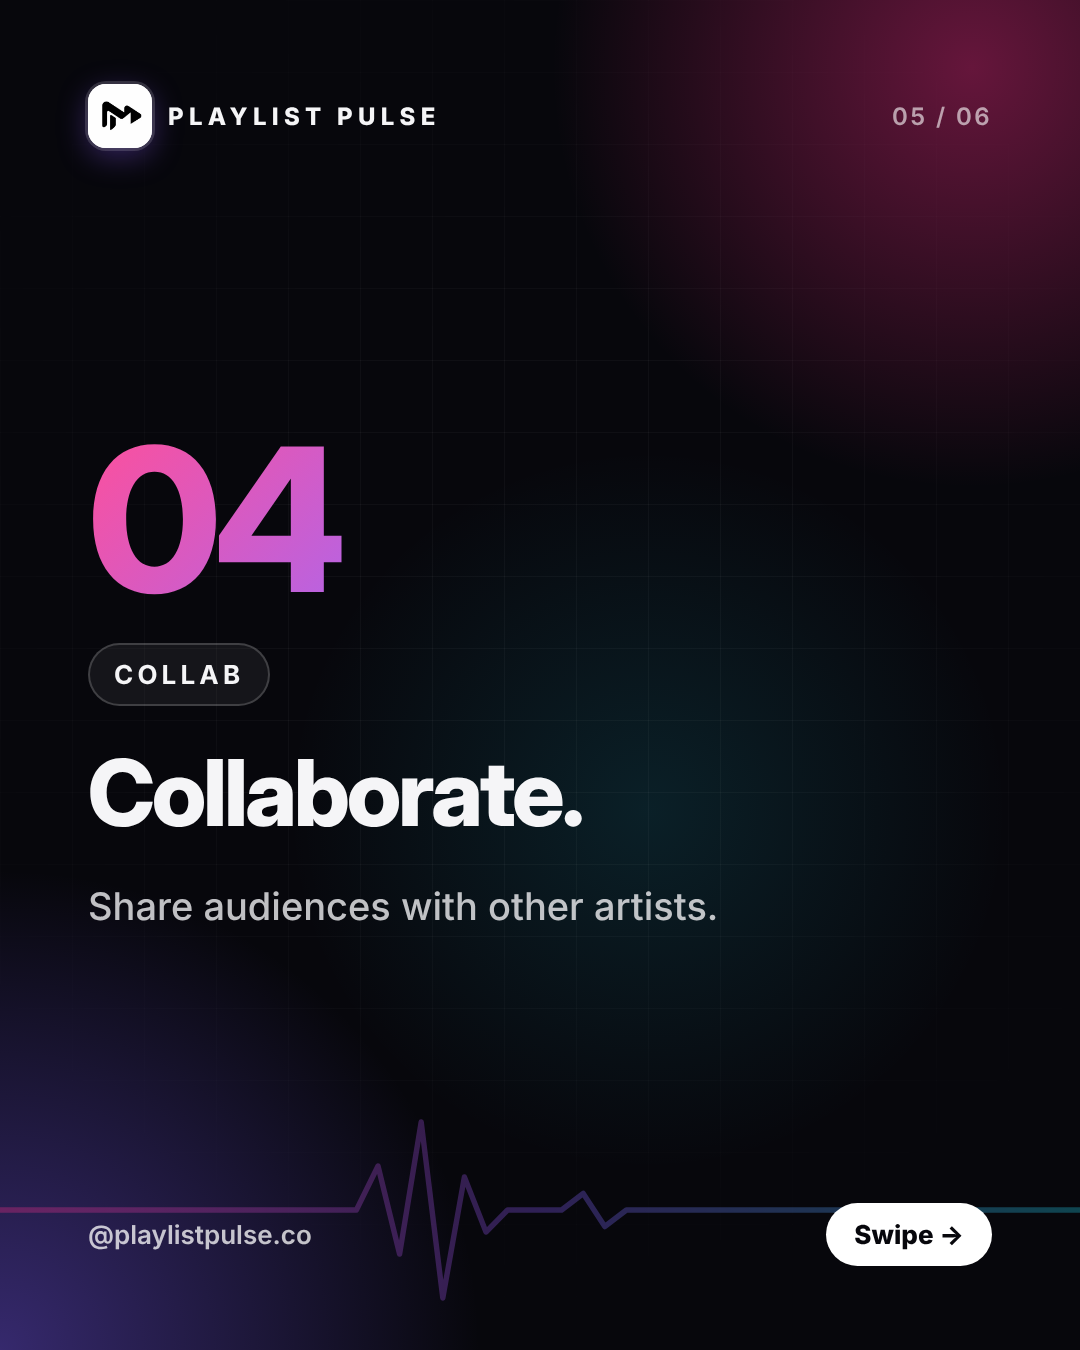 PLAYLIST PULSE
05 / 06
04
COLLAB
Collaborate.
Share audiences with other artists.
@playlistpulse.co
Swipe →